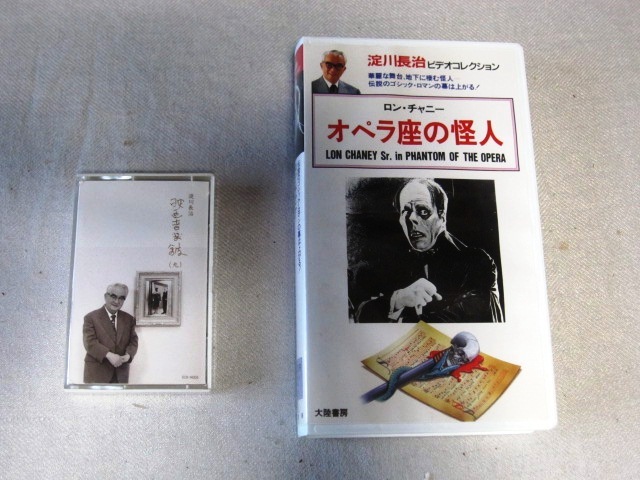 淀川長治
(九)
淀川長治ビデオコレクション
華麗な舞台、地下に棲む怪人
伝説のゴシック・ロマンの幕は上がる!
ロン・チャニー
オペラ座の怪人
LON CHANEY Sr. in PHANTOM OF THE OPERA
大陸書房